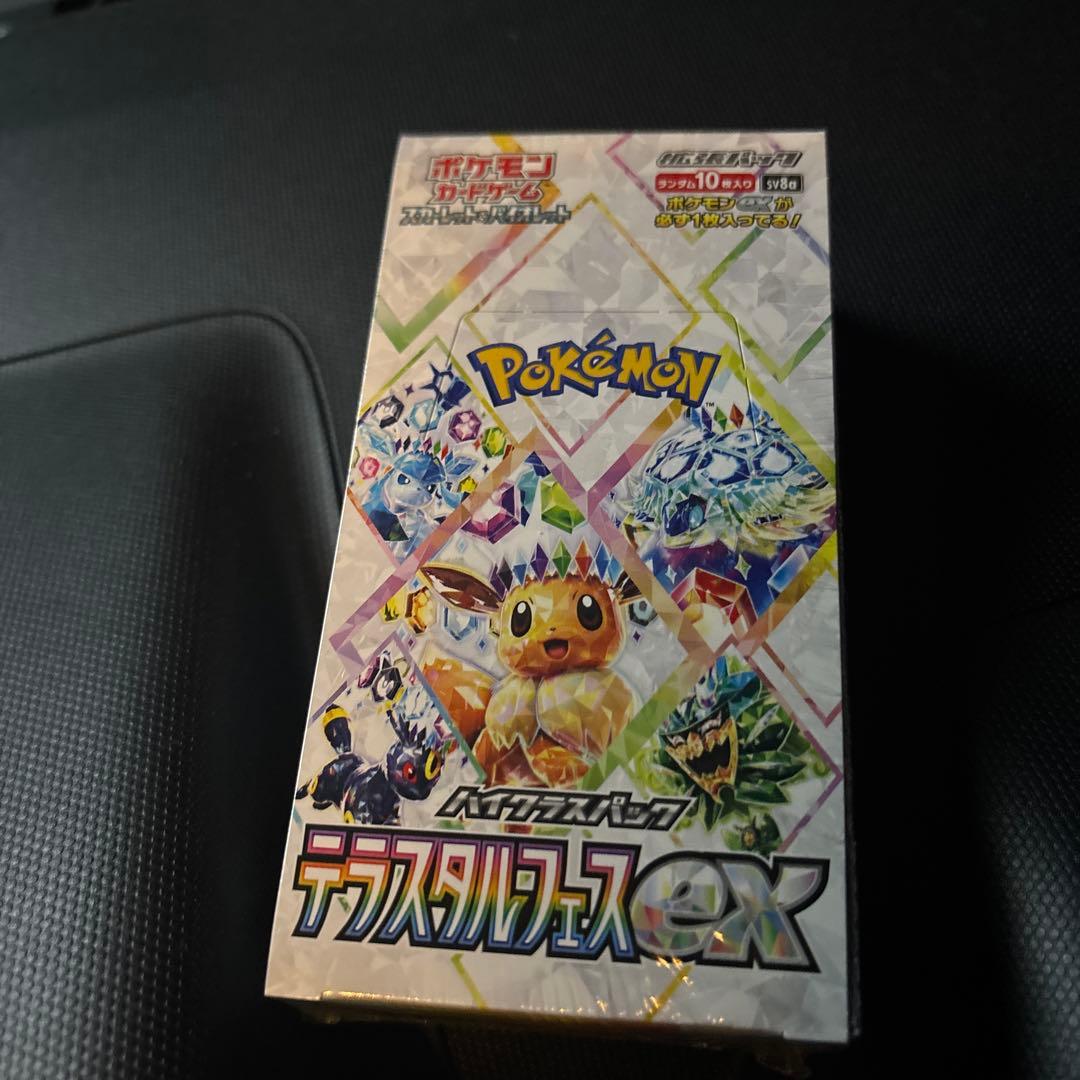 ポケモン
カードゲーム
スカーレット&バイオレット
拡張パック
ランダム10枚入り sv8a
ポケモンexが
必ず1枚入ってる!
POKéMON
TM
ハイクラスパック
テラスタルフェスex